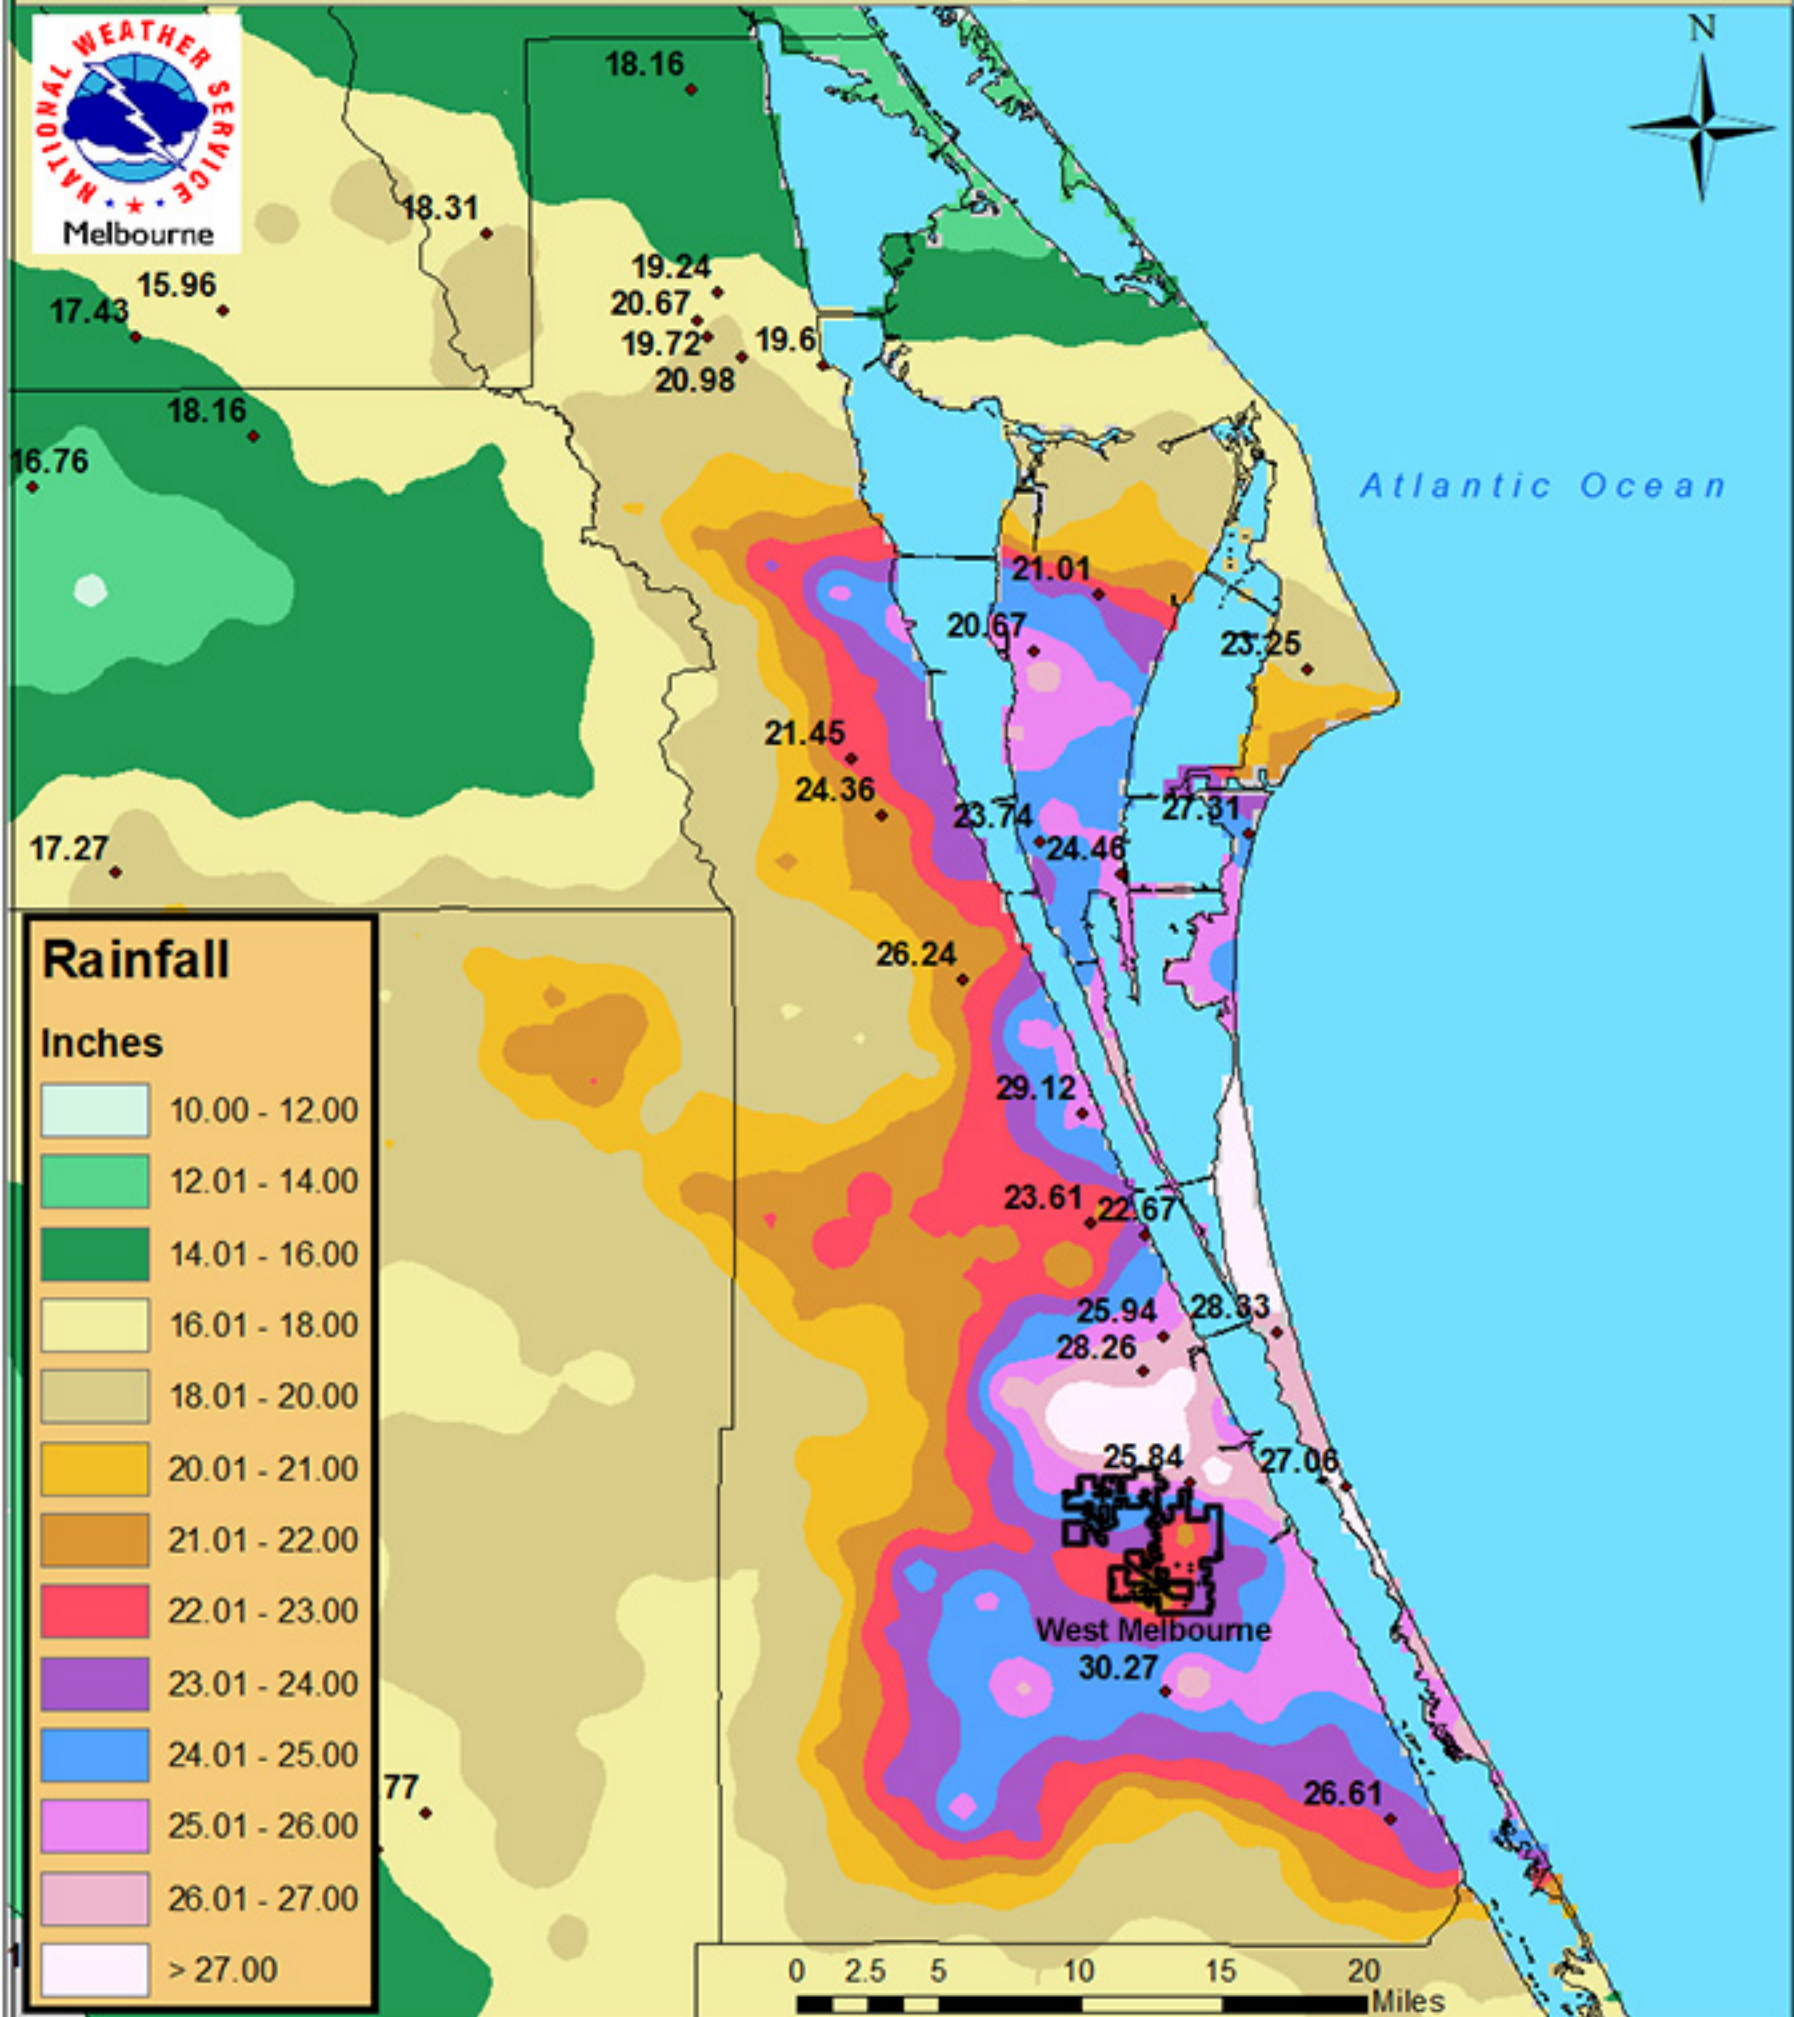 NATIONAL WEATHER SERVICE
Melbourne
N
18.16
18.31
15.96
17.43
19.24
20.67
19.72
19.6
20.98
18.16
16.76
Atlantic Ocean
21.01
20.67
23.25
21.45
24.36
23.74
27.31
24.46
17.27
26.24
29.12
23.61
22.67
25.94
28.33
28.26
25.84
27.06
West Melbourne
30.27
26.61
77
Rainfall
Inches
10.00 - 12.00
12.01 - 14.00
14.01 - 16.00
16.01 - 18.00
18.01 - 20.00
20.01 - 21.00
21.01 - 22.00
22.01 - 23.00
23.01 - 24.00
24.01 - 25.00
25.01 - 26.00
26.01 - 27.00
> 27.00
0 2.5 5 10 15 20
Miles